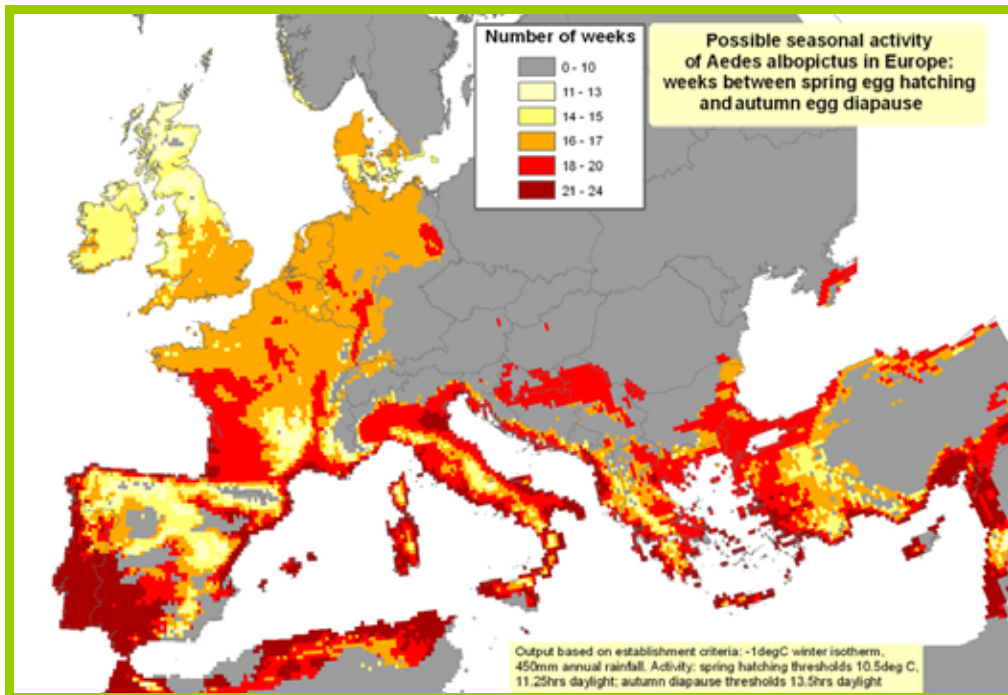 Number of weeks
0 - 10
11 - 13
14 - 15
16 - 17
18 - 20
21 - 24
Possible seasonal activity
of Aedes albopictus in Europe:
weeks between spring egg hatching
and autumn egg diapause
Output based on establishment criteria: -1degC winter isotherm,
450mm annual rainfall. Activity: spring hatching thresholds 10.5deg C,
11.25hrs daylight; autumn diapause thresholds 13.5hrs daylight